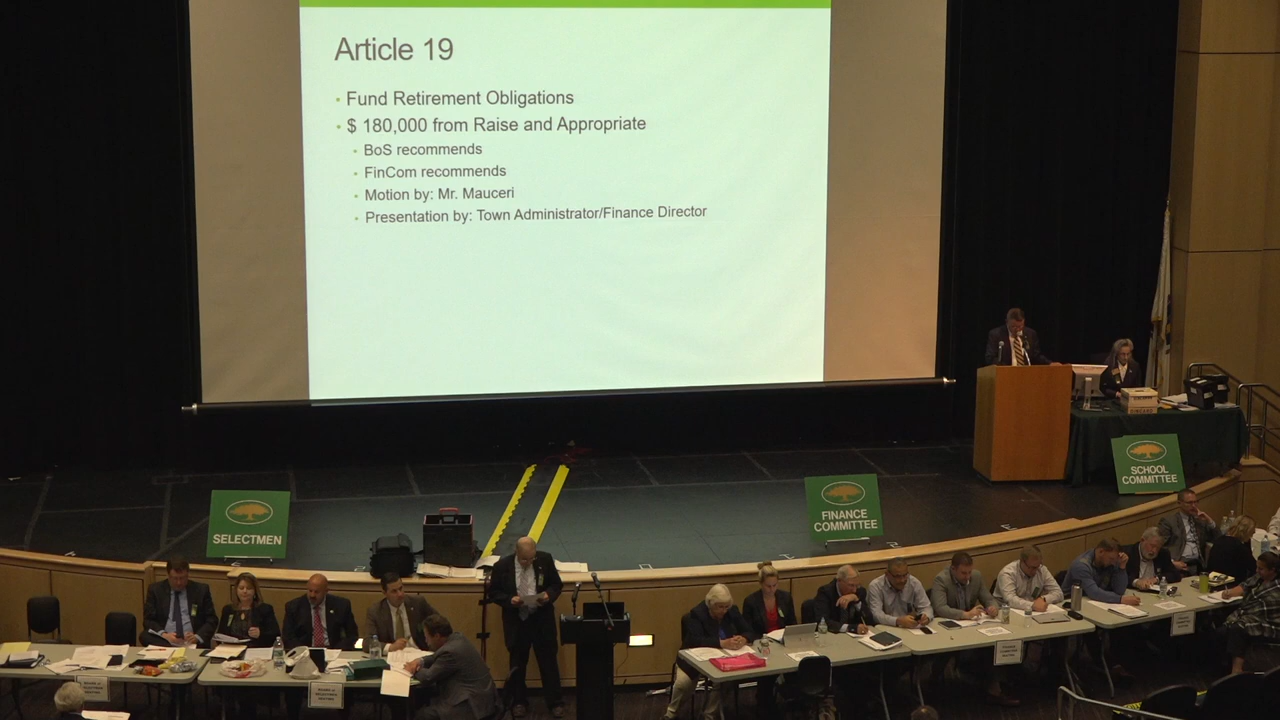 Article 19
• Fund Retirement Obligations
• $ 180,000 from Raise and Appropriate
• BoS recommends
• FinCom recommends
• Motion by: Mr. Mauceri
• Presentation by: Town Administrator/Finance Director
SELECTMEN
FINANCE
COMMITTEE
SCHOOL
COMMITTEE